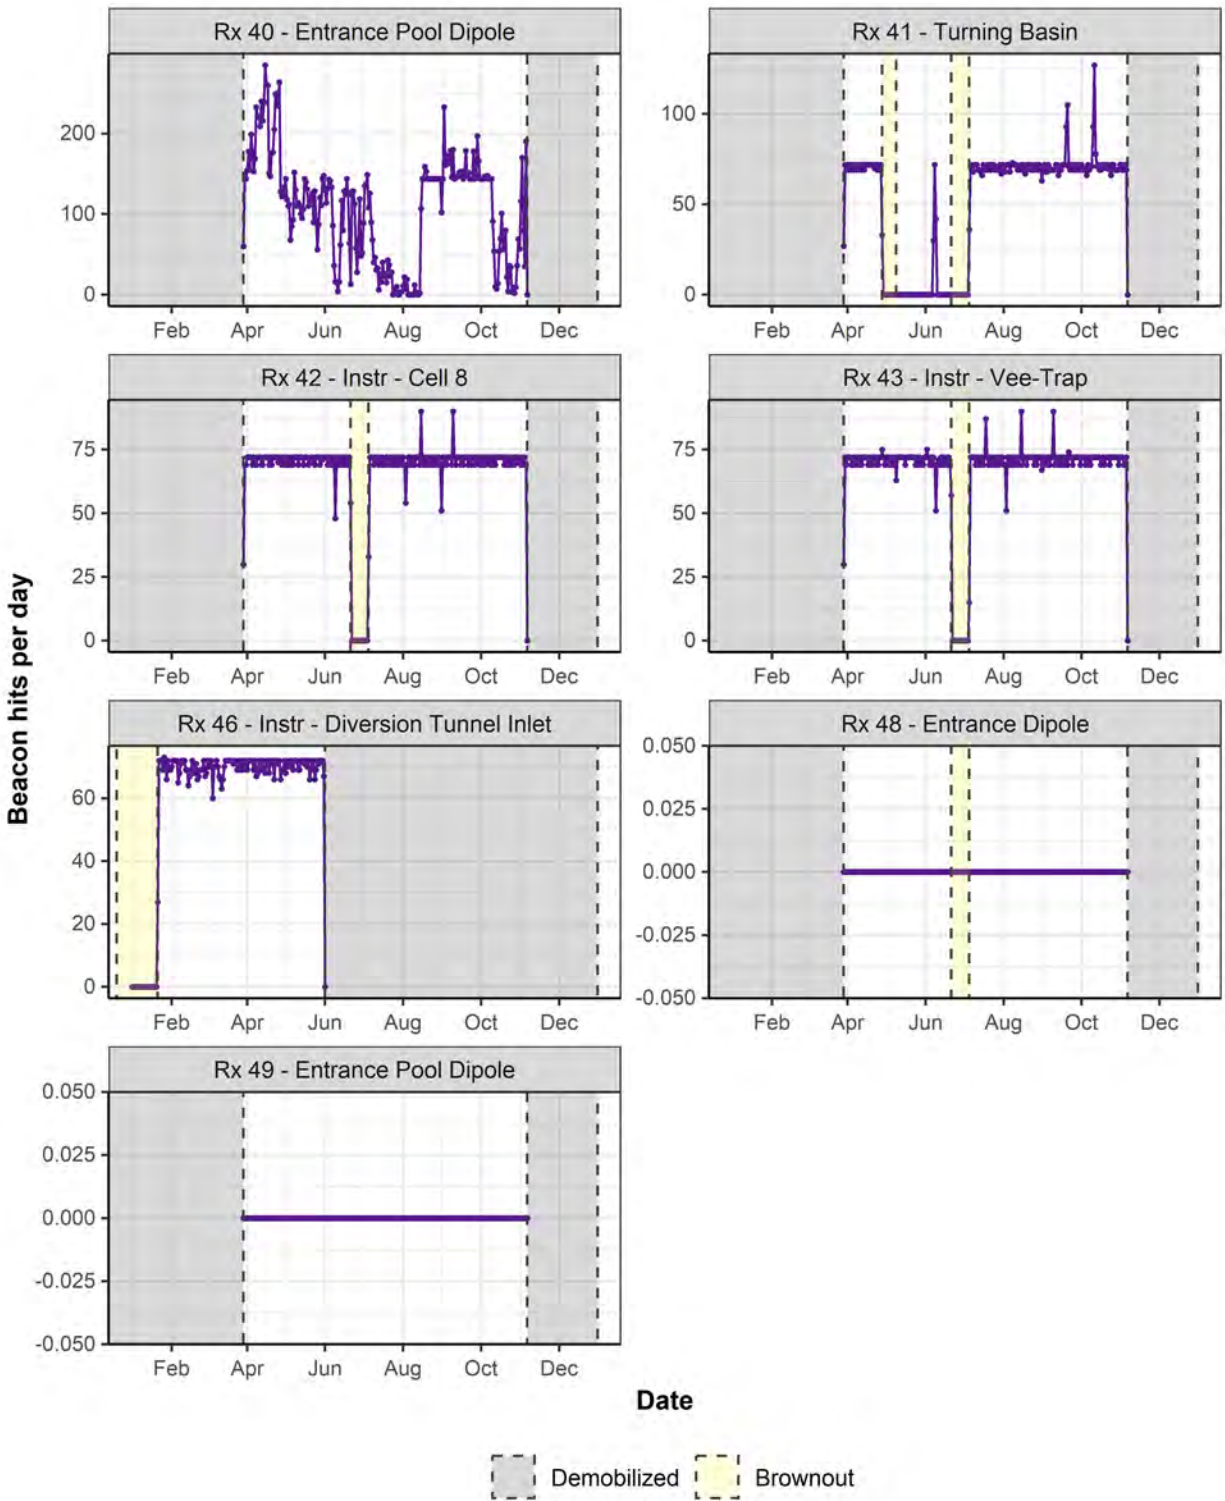 Rx 40 - Entrance Pool Dipole
Rx 41 - Turning Basin
200
100
0
100
50
0
Feb Apr Jun Aug Oct Dec
Feb Apr Jun Aug Oct Dec
Rx 42 - Instr - Cell 8
Rx 43 - Instr - Vee-Trap
75
50
25
0
75
50
25
0
Feb Apr Jun Aug Oct Dec
Feb Apr Jun Aug Oct Dec
Beacon hits per day
Rx 46 - Instr - Diversion Tunnel Inlet
Rx 48 - Entrance Dipole
60
40
20
0
0.050
0.025
0.000
-0.025
-0.050
Feb Apr Jun Aug Oct Dec
Feb Apr Jun Aug Oct Dec
Rx 49 - Entrance Pool Dipole
0.050
0.025
0.000
-0.025
-0.050
Feb Apr Jun Aug Oct Dec
Date
Demobilized Brownout